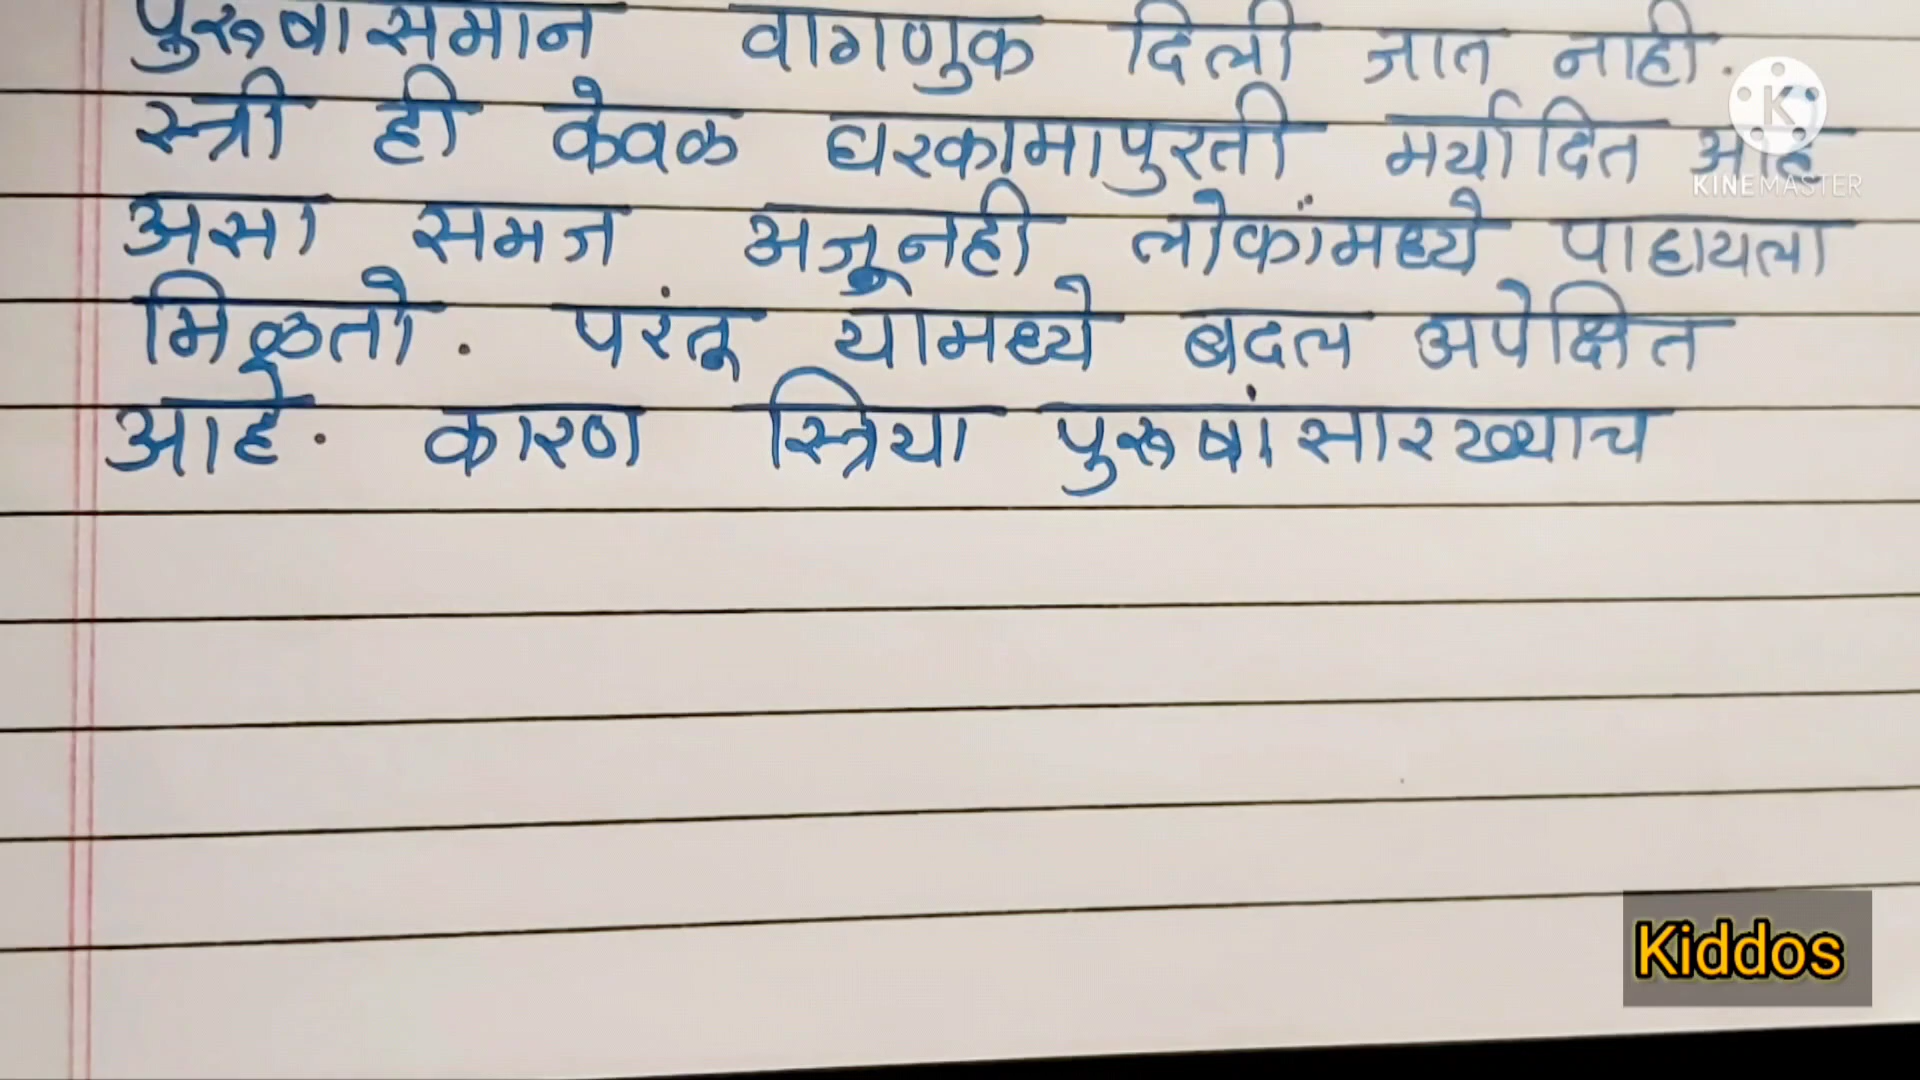 पुरूषासमान वागणुक दिली जात नाही.
स्त्री ही केवळ घरकामापुरती मर्यादित आहे
असा समज अजूनही लोकांमध्ये पाहायला
मिळतो. परंतू यामध्ये बदल अपेक्षित
आहे. कारण स्त्रिया पुरूषांसारख्याच
K
KINEMASTER
Kiddos